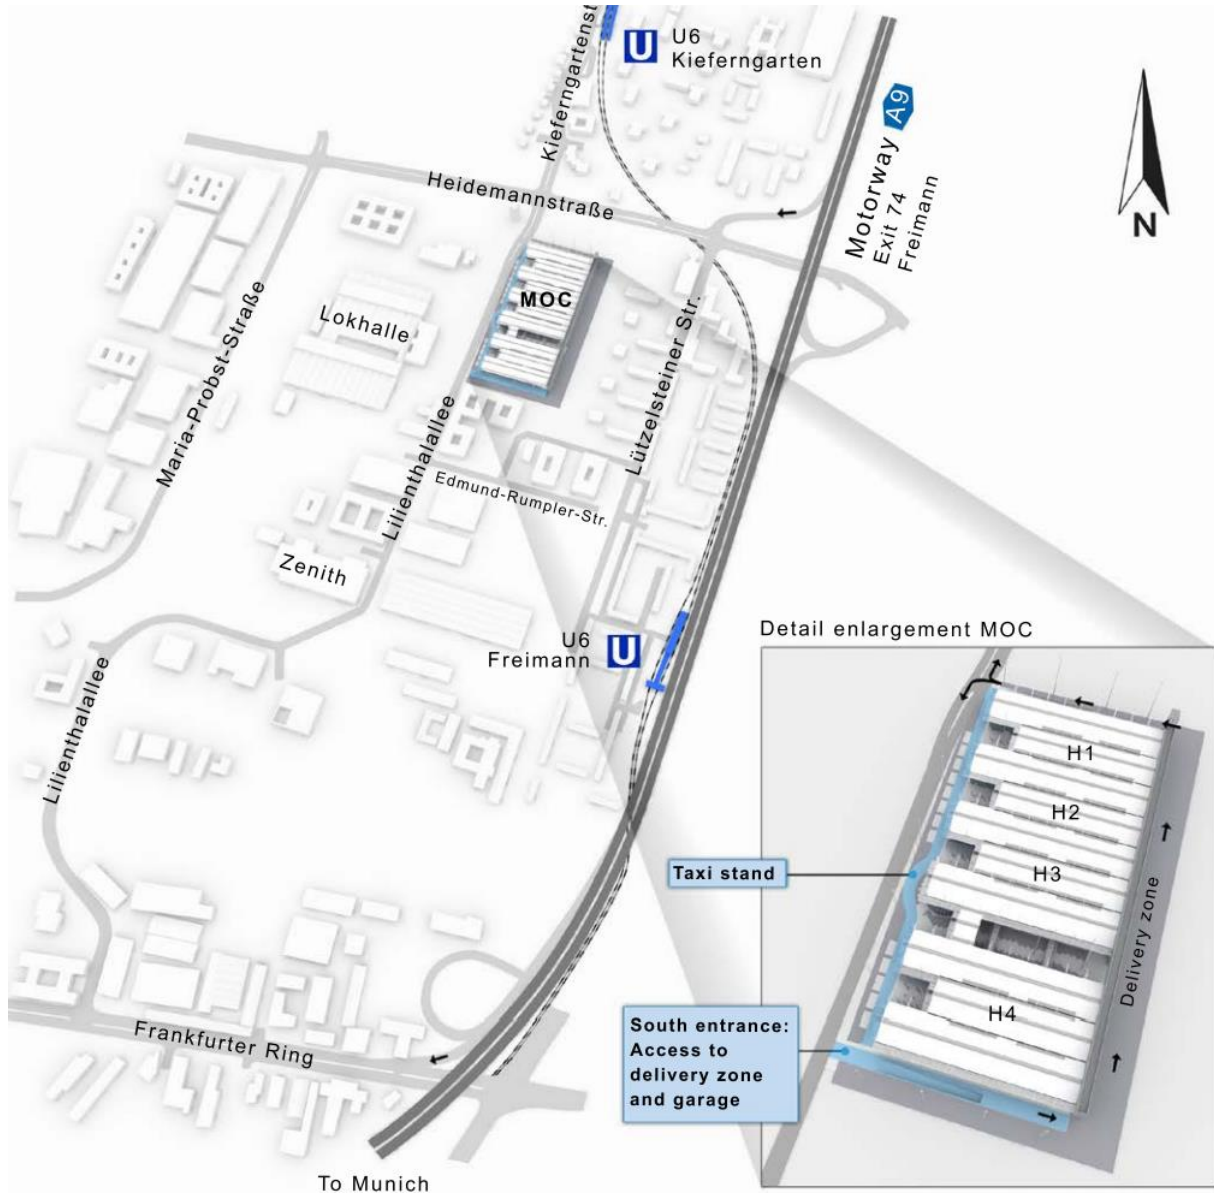 U
U6
Kieferngarten
Kieferngartenst
A9
Motorway
Exit 74
Freimann
N
Heidemannstraße
MOC
Lokhalle
Maria-Probst-Straße
Lützelsteiner Str.
Lilienthalallee
Edmund-Rumpler-Str.
Zenith
U6
Freimann
U
Lilienthalallee
Frankfurter Ring
To Munich
Detail enlargement MOC
H1
H2
H3
H4
Taxi stand
Delivery zone
South entrance:
Access to
delivery zone
and garage